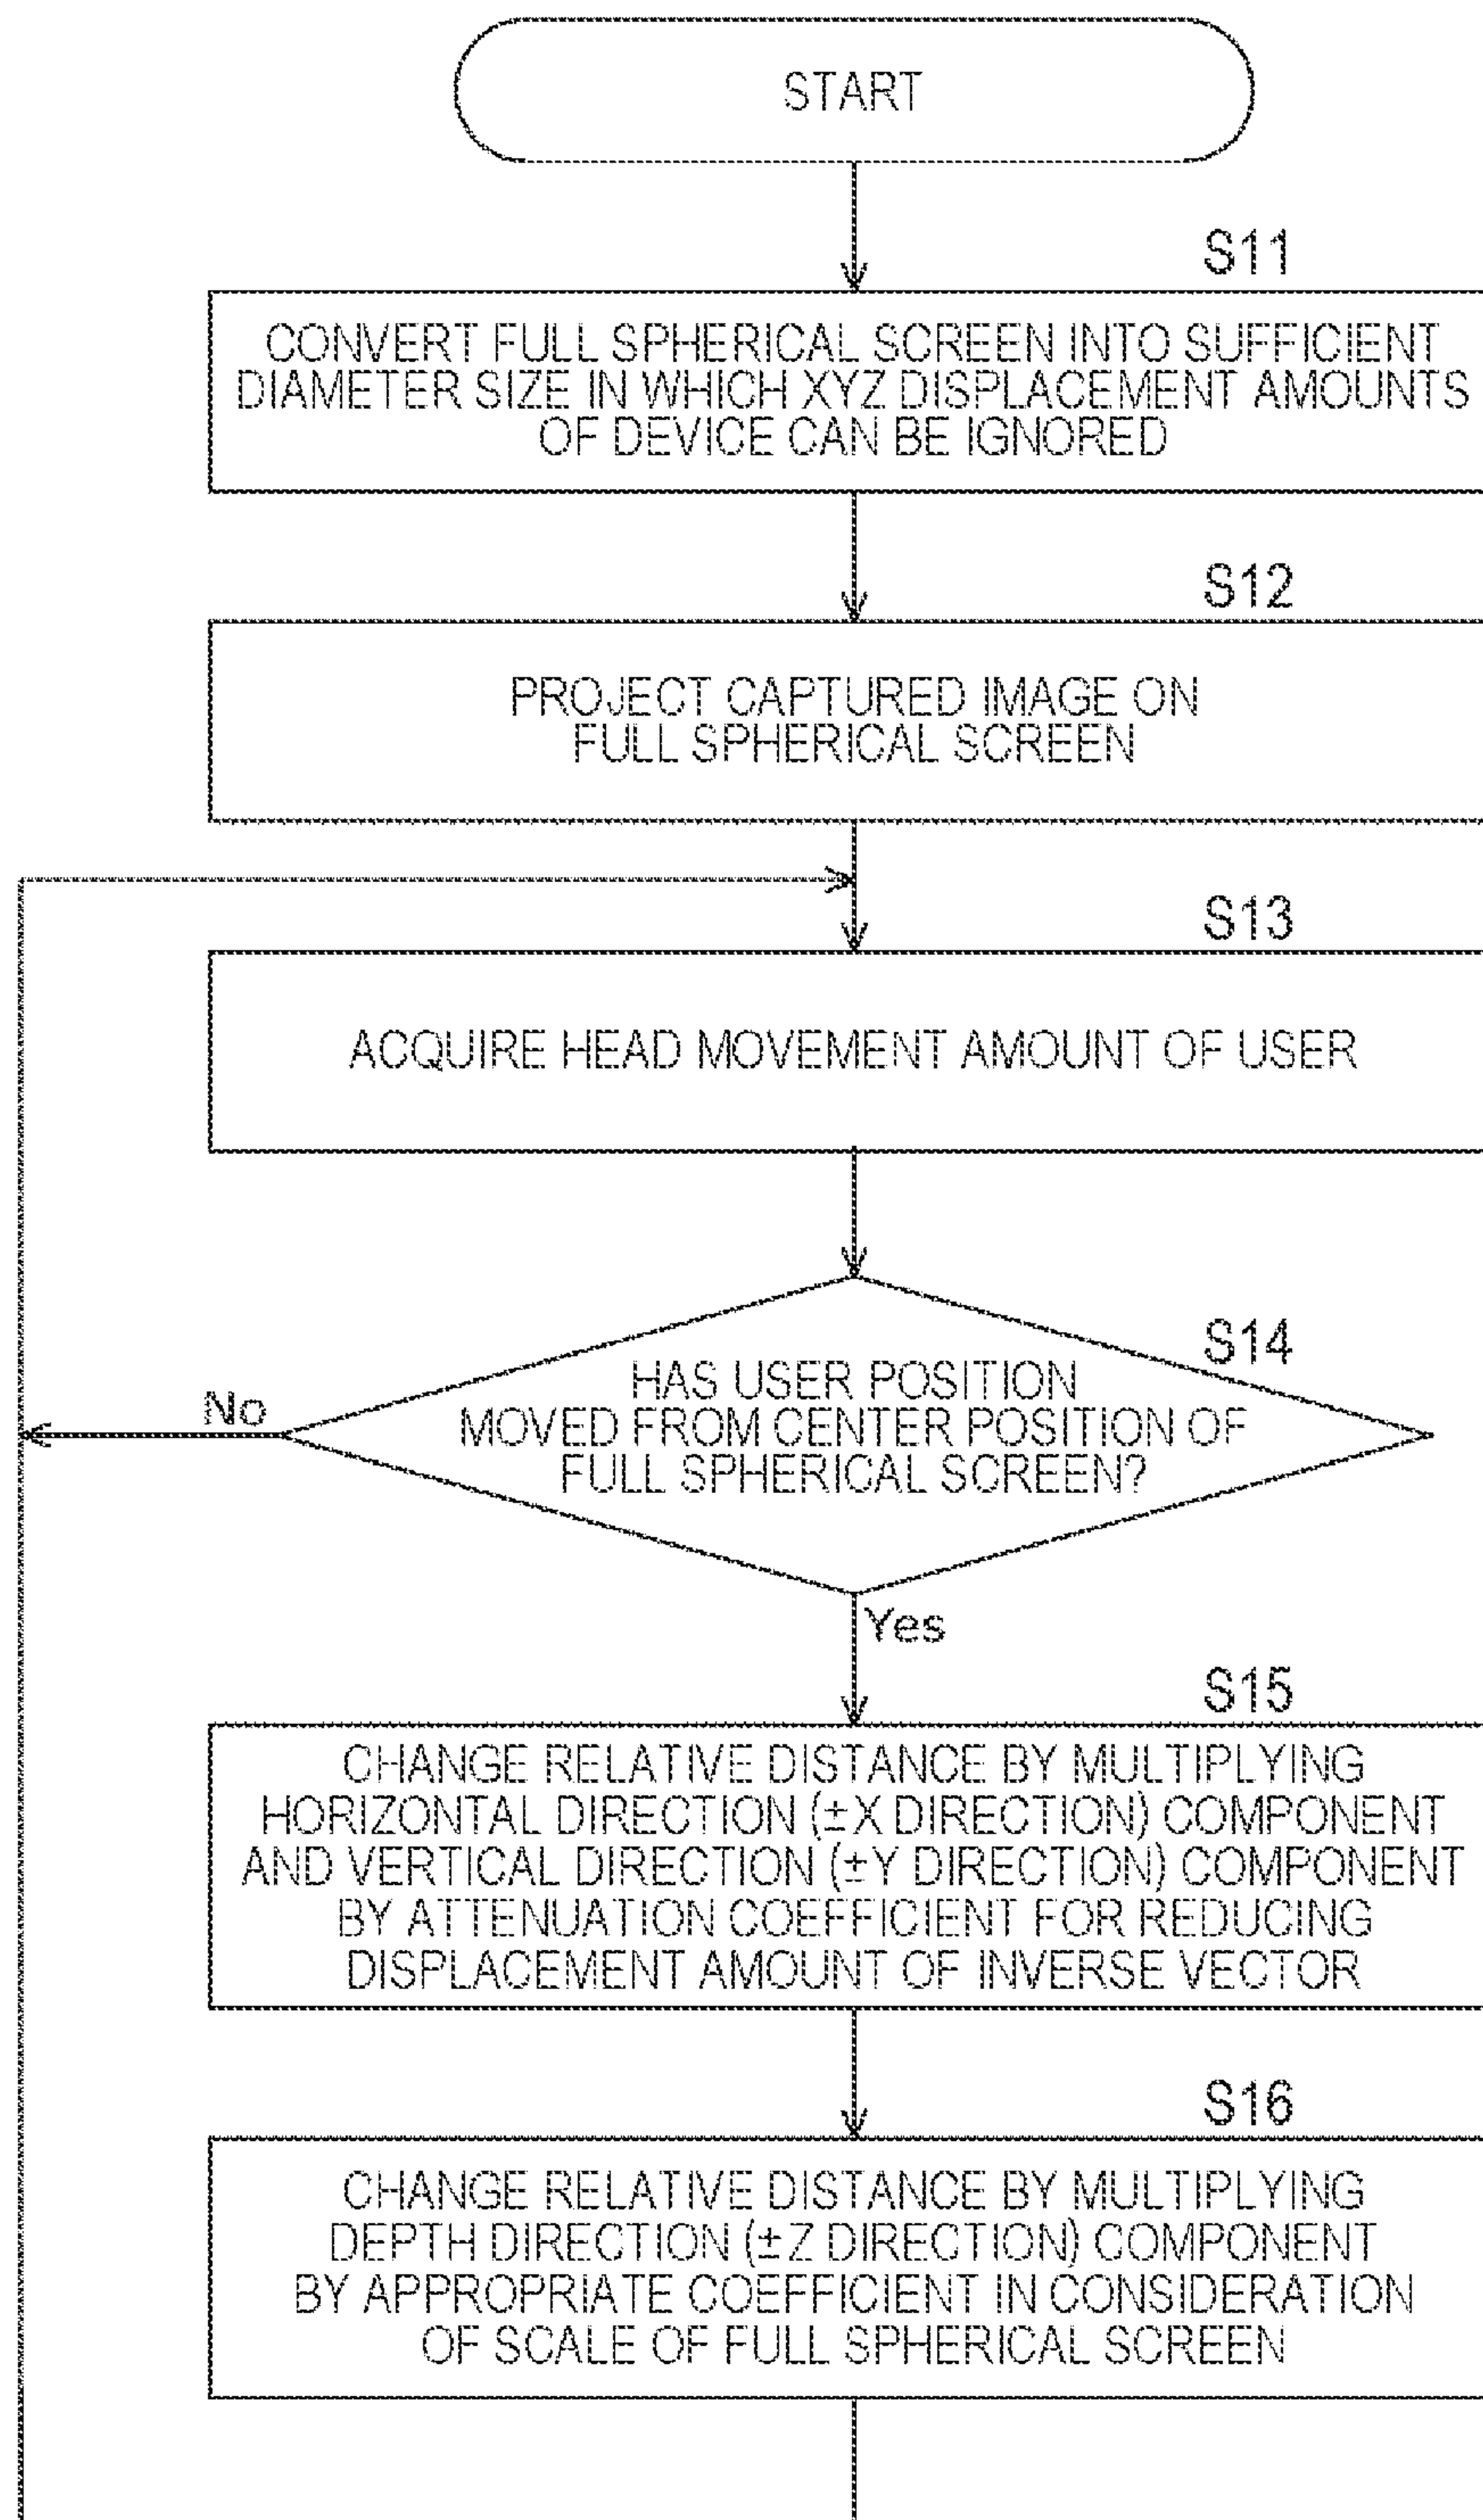 START
S11
CONVERT FULL SPHERICAL SCREEN INTO SUFFICIENT
DIAMETER SIZE IN WHICH XYZ DISPLACEMENT AMOUNTS
OF DEVICE CAN BE IGNORED
S12
PROJECT CAPTURED IMAGE ON
FULL SPHERICAL SCREEN
S13
ACQUIRE HEAD MOVEMENT AMOUNT OF USER
S14
HAS USER POSITION
MOVED FROM CENTER POSITION OF
FULL SPHERICAL SCREEN?
No
Yes
S15
CHANGE RELATIVE DISTANCE BY MULTIPLYING
HORIZONTAL DIRECTION (±X DIRECTION) COMPONENT
AND VERTICAL DIRECTION (±Y DIRECTION) COMPONENT
BY ATTENUATION COEFFICIENT FOR REDUCING
DISPLACEMENT AMOUNT OF INVERSE VECTOR
S16
CHANGE RELATIVE DISTANCE BY MULTIPLYING
DEPTH DIRECTION (±Z DIRECTION) COMPONENT
BY APPROPRIATE COEFFICIENT IN CONSIDERATION
OF SCALE OF FULL SPHERICAL SCREEN